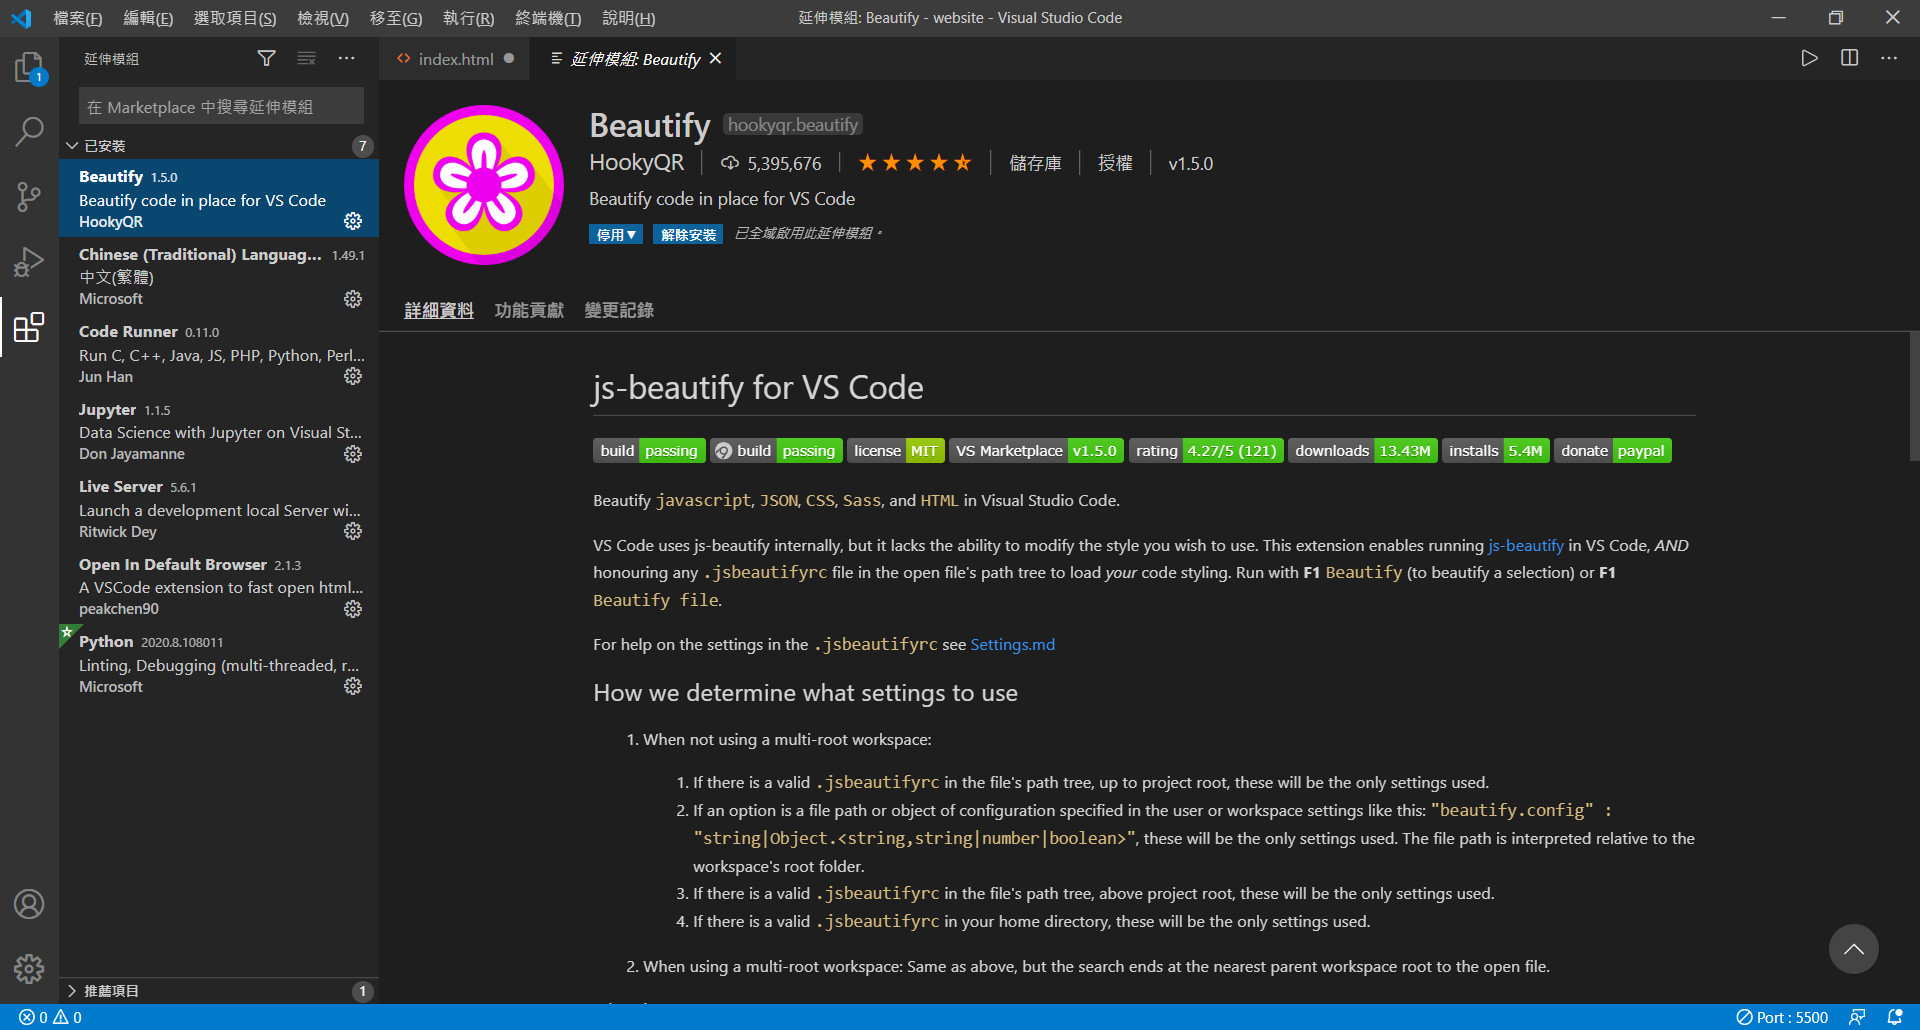 檔案(F) 編輯(E) 選取項目(S) 檢視(V) 移至(G) 執行(R) 終端機(T) 說明(H) 延伸模組: Beautify - website - Visual Studio Code
1
延伸模組
在 Marketplace 中搜尋延伸模組
已安裝 7
Beautify 1.5.0
Beautify code in place for VS Code
HookyQR
Chinese (Traditional) Languag... 1.49.1
中文(繁體)
Microsoft
Code Runner 0.11.0
Run C, C++, Java, JS, PHP, Python, Perl...
Jun Han
Jupyter 1.1.5
Data Science with Jupyter on Visual St...
Don Jayamanne
Live Server 5.6.1
Launch a development local Server wi...
Ritwick Dey
Open In Default Browser 2.1.3
A VSCode extension to fast open html...
peakchen90
Python 2020.8.108011
Linting, Debugging (multi-threaded, r...
Microsoft
推薦項目 1
index.html 延伸模組: Beautify
Beautify hookyqr.beautify
HookyQR 5,395,676 儲存庫 授權 v1.5.0
Beautify code in place for VS Code
停用▼ 解除安裝 已全域啟用此延伸模組。
詳細資料 功能貢獻 變更記錄
js-beautify for VS Code
build passing build passing license MIT VS Marketplace v1.5.0 rating 4.27/5 (121) downloads 13.43M installs 5.4M donate paypal
Beautify javascript, JSON, CSS, Sass, and HTML in Visual Studio Code.
VS Code uses js-beautify internally, but it lacks the ability to modify the style you wish to use. This extension enables running js-beautify in VS Code, AND
honouring any .jsbeautifyrc file in the open file's path tree to load your code styling. Run with F1 Beautify (to beautify a selection) or F1
Beautify file.
For help on the settings in the .jsbeautifyrc see Settings.md
How we determine what settings to use
1. When not using a multi-root workspace:
1. If there is a valid .jsbeautifyrc in the file's path tree, up to project root, these will be the only settings used.
2. If an option is a file path or object of configuration specified in the user or workspace settings like this: "beautify.config" :
"string|Object.<string,string|number|boolean>", these will be the only settings used. The file path is interpreted relative to the
workspace's root folder.
3. If there is a valid .jsbeautifyrc in the file's path tree, above project root, these will be the only settings used.
4. If there is a valid .jsbeautifyrc in your home directory, these will be the only settings used.
2. When using a multi-root workspace: Same as above, but the search ends at the nearest parent workspace root to the open file.
0 0 Port : 5500